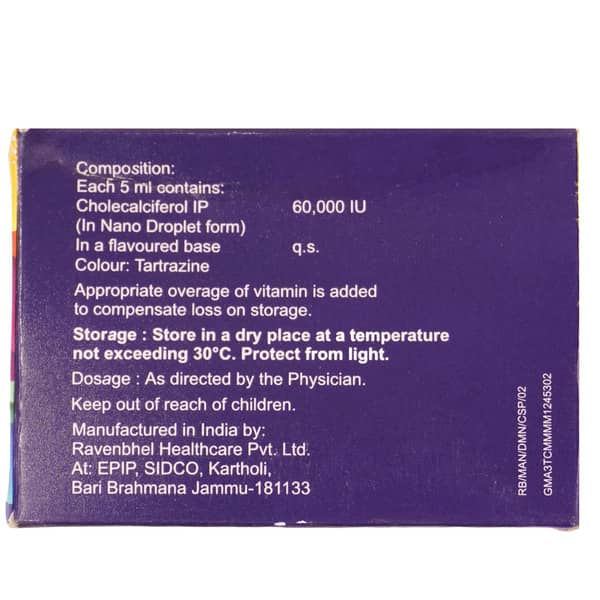 Composition:
Each 5 ml contains:
Cholecalciferol IP 60,000 IU
(In Nano Droplet form)
In a flavoured base q.s.
Colour: Tartrazine
Appropriate overage of vitamin is added
to compensate loss on storage.
Storage : Store in a dry place at a temperature
not exceeding 30°C. Protect from light.
Dosage : As directed by the Physician.
Keep out of reach of children.
Manufactured in India by:
Ravenbhel Healthcare Pvt. Ltd.
At: EPIP, SIDCO, Kartholi,
Bari Brahmana Jammu-181133
RB/MAN/DMN/CSP/02
GMA3TCMMMM1245302